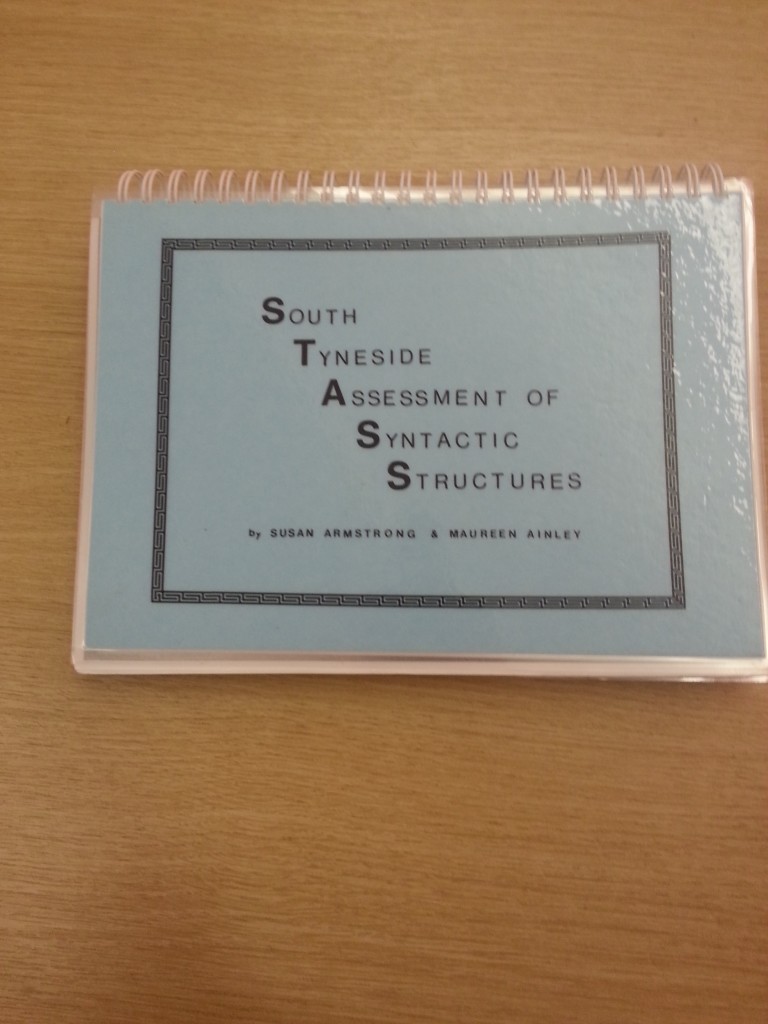 SOUTH
TYNESIDE
ASSESSMENT OF
SYNTACTIC
STRUCTURES
by SUSAN ARMSTRONG & MAUREEN AINLEY